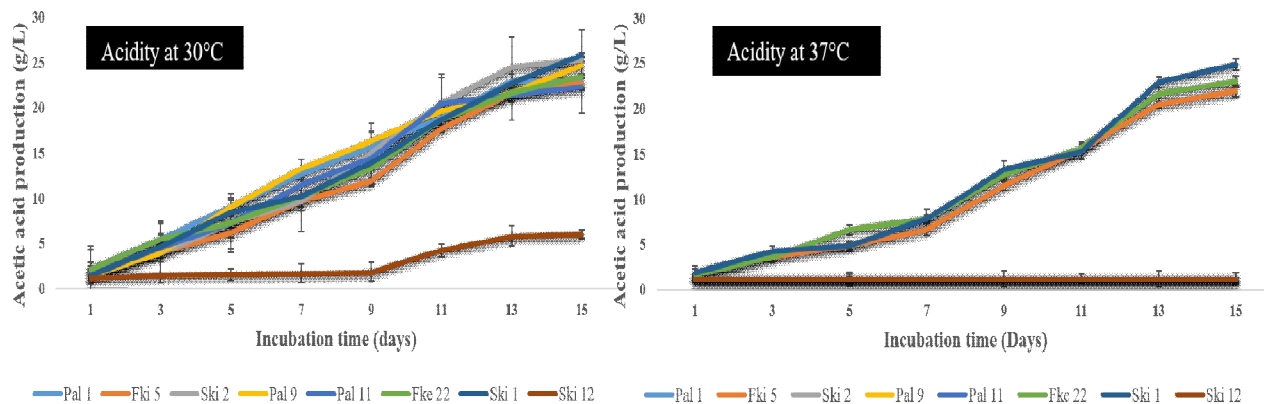 Acidity at 30°C
Acetic acid production (g/L)
30
25
20
15
10
5
0
1 3 5 7 9 11 13 15
Incubation time (days)
Pal 1 Fki 5 Ski 2 Pal 9 Pal 11 Fke 22 Ski 1 Ski 12
Acidity at 37°C
Acetic acid production (g/L)
30
25
20
15
10
5
0
1 3 5 7 9 11 13 15
Incubation time (Days)
Pal 1 Fki 5 Ski 2 Pal 9 Pal 11 Fkc 22 Ski 1 Ski 12